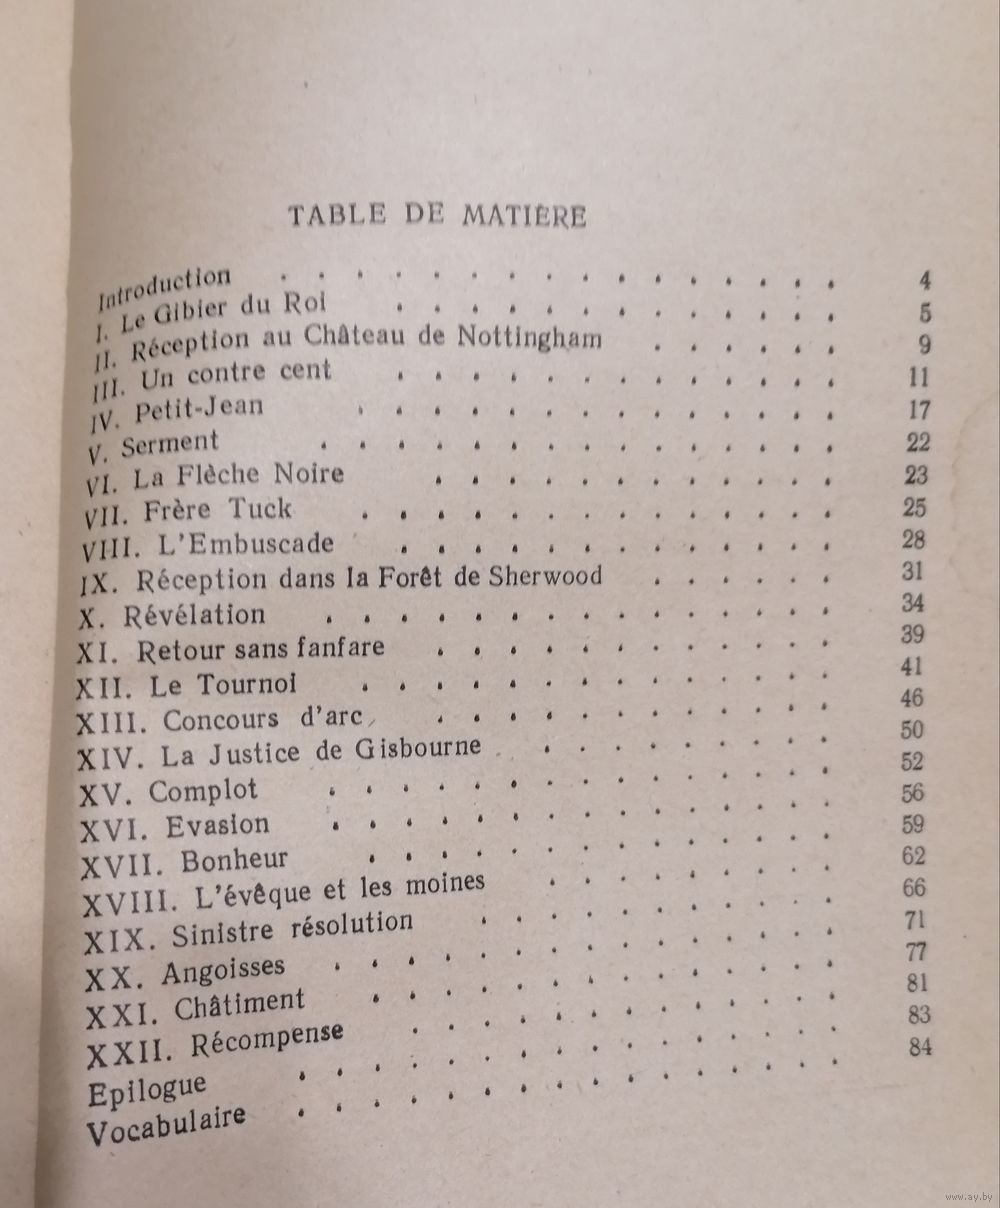 TABLE DE MATIÈRE
Introduction . . . . . . . . . . . . . . . . 4
I. Le Gibier du Roi . . . . . . . . . . . . . 5
II. Réception au Château de Nottingham . . . . . . 9
III. Un contre cent . . . . . . . . . . . . 11
IV. Petit-Jean . . . . . . . . . . . . . . 17
V. Serment . . . . . . . . . . . . . . . 22
VI. La Flèche Noire . . . . . . . . . . . . 23
VII. Frère Tuck . . . . . . . . . . . . . 25
VIII. L'Embuscade . . . . . . . . . . . . 28
IX. Réception dans la Forêt de Sherwood . . . . . . 31
X. Révélation . . . . . . . . . . . . . . 34
XI. Retour sans fanfare . . . . . . . . . . . 39
XII. Le Tournoi . . . . . . . . . . . . . 41
XIII. Concours d'arc . . . . . . . . . . . 46
XIV. La Justice de Gisbourne . . . . . . . . 50
XV. Complot . . . . . . . . . . . . . . 52
XVI. Evasion . . . . . . . . . . . . . . 56
XVII. Bonheur . . . . . . . . . . . . . 59
XVIII. L'évêque et les moines . . . . . . . . 62
XIX. Sinistre résolution . . . . . . . . . . 66
XX. Angoisses . . . . . . . . . . . . . . 71
XXI. Châtiment . . . . . . . . . . . . . 77
XXII. Récompense . . . . . . . . . . . . 81
Epilogue . . . . . . . . . . . . . . . 83
Vocabulaire . . . . . . . . . . . . . . . 84
www.ay.by